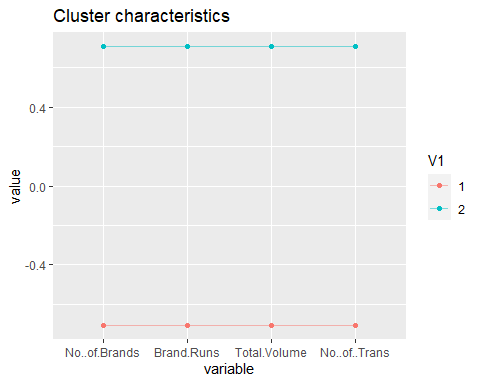 Cluster characteristics
0.4
0.0
-0.4
value
No..of.Brands Brand.Runs Total.Volume No..of..Trans
variable
V1
1
2